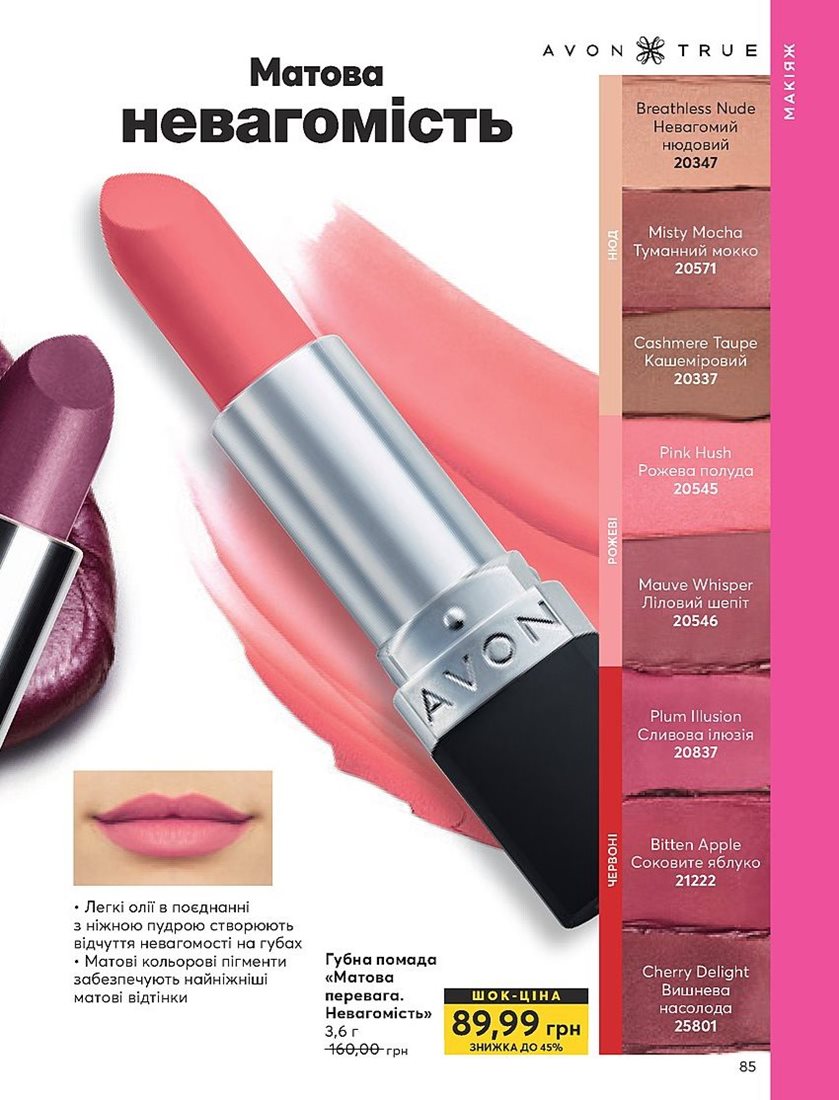 AVON TRUE
МАКІЯЖ
Матова
невагомість
НЮД
Breathless Nude
Невагомий
нюдовий
20347
Misty Mocha
Туманний мокко
20571
Cashmere Taupe
Кашеміровий
20337
РОЖЕВІ
Pink Hush
Рожева полуда
20545
Mauve Whisper
Ліловий шепіт
20546
ЧЕРВОНІ
Plum Illusion
Сливова ілюзія
20837
Bitten Apple
Соковите яблуко
21222
Cherry Delight
Вишнева
насолода
25801
AVON
• Легкі олії в поєднанні
з ніжною пудрою створюють
відчуття невагомості на губах
• Матові кольорові пігменти
забезпечують найніжніші
матові відтінки
Губна помада
«Матова
перевага.
Невагомість»
3,6 г
160,00 грн
ШОК-ЦІНА
89,99 грн
ЗНИЖКА ДО 45%
85